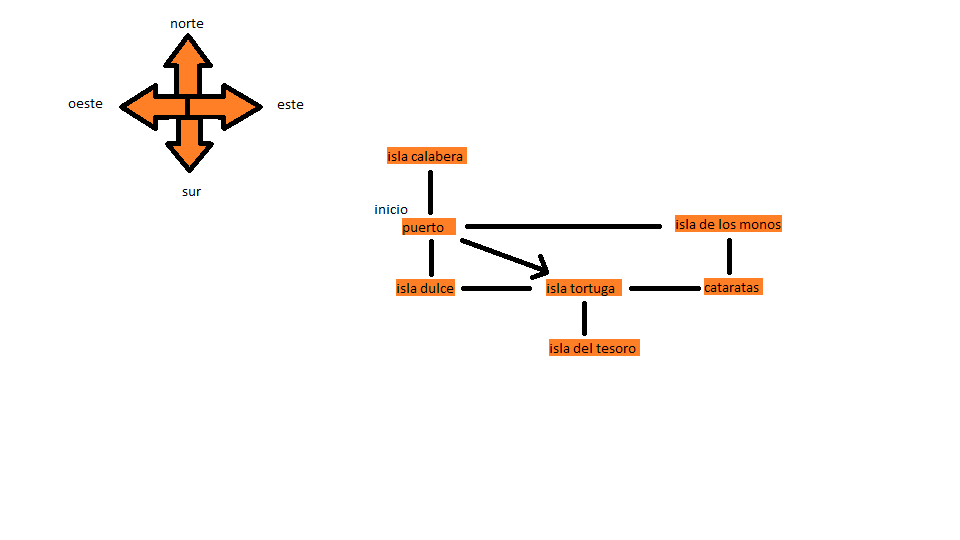 norte
oeste
este
sur
isla calabera
inicio
puerto
isla de los monos
isla dulce
isla tortuga
cataratas
isla del tesoro